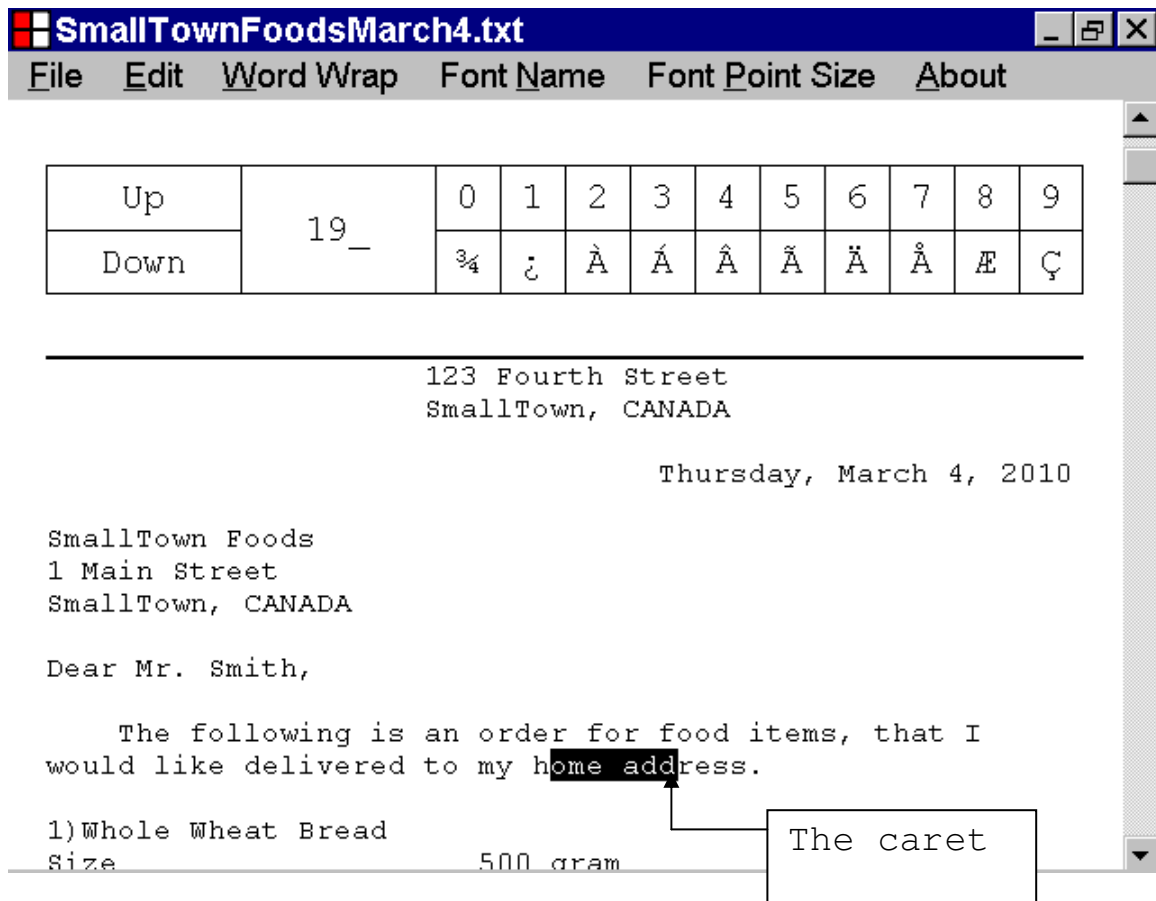 SmallTownFoodsMarch4.txt
File Edit Word Wrap Font Name Font Point Size About
Up 19_ 0 1 2 3 4 5 6 7 8 9
Down ¾ ¿ À Á Â Ã Ä Å Æ Ç
123 Fourth Street
SmallTown, CANADA
Thursday, March 4, 2010
SmallTown Foods
1 Main Street
SmallTown, CANADA
Dear Mr. Smith,
The following is an order for food items, that I
would like delivered to my home address.
1)Whole Wheat Bread
Size 500 gram
The caret